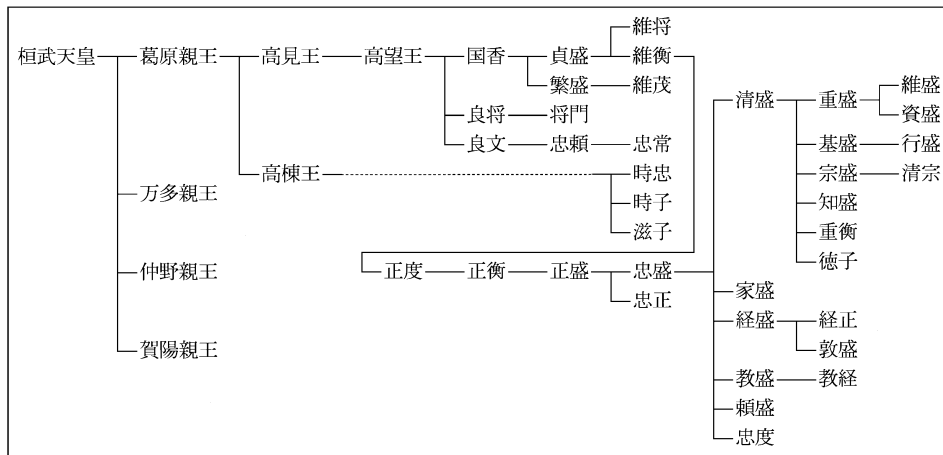 維将
桓武天皇 葛原親王 高見王 高望王 国香 貞盛 維衡
繁盛 維茂 維盛
清盛 重盛
資盛
良将 将門
良文 忠頼 忠常 基盛 行盛
高棟王 時忠 宗盛 清宗
万多親王
時子 知盛
滋子 重衡
徳子
仲野親王 正度 正衡 正盛 忠盛
家盛
忠正
経盛 経正
賀陽親王 敦盛
教盛 教経
頼盛
忠度